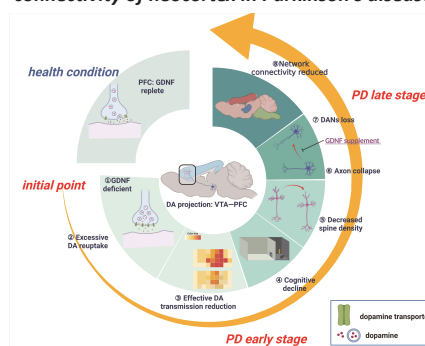 connectivity of neocortex in Parkinson's disease
health condition
PFC: GDNF
replete
⑧Network
connectivity reduced
PD late stage
⑦ DANs loss
GDNF supplement
⑥ Axon collapse
initial point
①GDNF
deficient
DA projection: VTA—PFC
② Excessive
DA reuptake
⑤ Decreased
spine density
④ Cognitive
decline
③ Effective DA
transmission reduction
PD early stage
dopamine transporte
dopamine